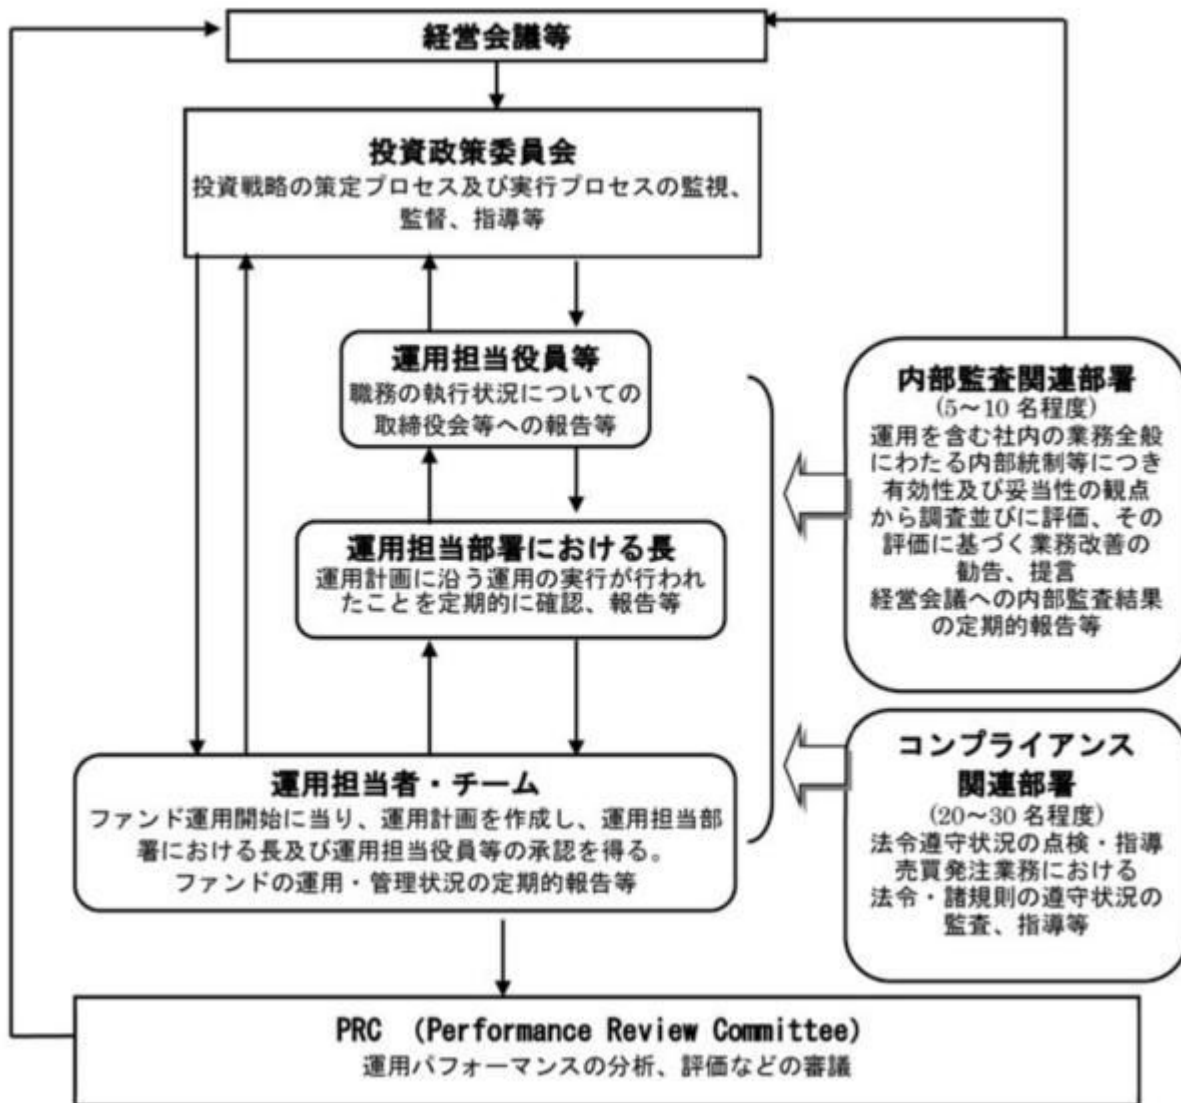 経営会議等
投資政策委員会
投資戦略の策定プロセス及び実行プロセスの監視、
監督、指導等
運用担当役員等
職務の執行状況についての
取締役会等への報告等
運用担当部署における長
運用計画に沿う運用の実行が行われ
たことを定期的に確認、報告等
運用担当者・チーム
ファンド運用開始に当り、運用計画を作成し、運用担当部
署における長及び運用担当役員等の承認を得る。
ファンドの運用・管理状況の定期的報告等
内部監査関連部署
(5～10 名程度)
運用を含む社内の業務全般
にわたる内部統制等につき
有効性及び妥当性の観点
から調査並びに評価、その
評価に基づく業務改善の
勧告、提言
経営会議への内部監査結果
の定期的報告等
コンプライアンス
関連部署
(20～30 名程度)
法令遵守状況の点検・指導
売買発注業務における
法令・諸規則の遵守状況の
監査、指導等
PRC （Performance Review Committee）
運用パフォーマンスの分析、評価などの審議